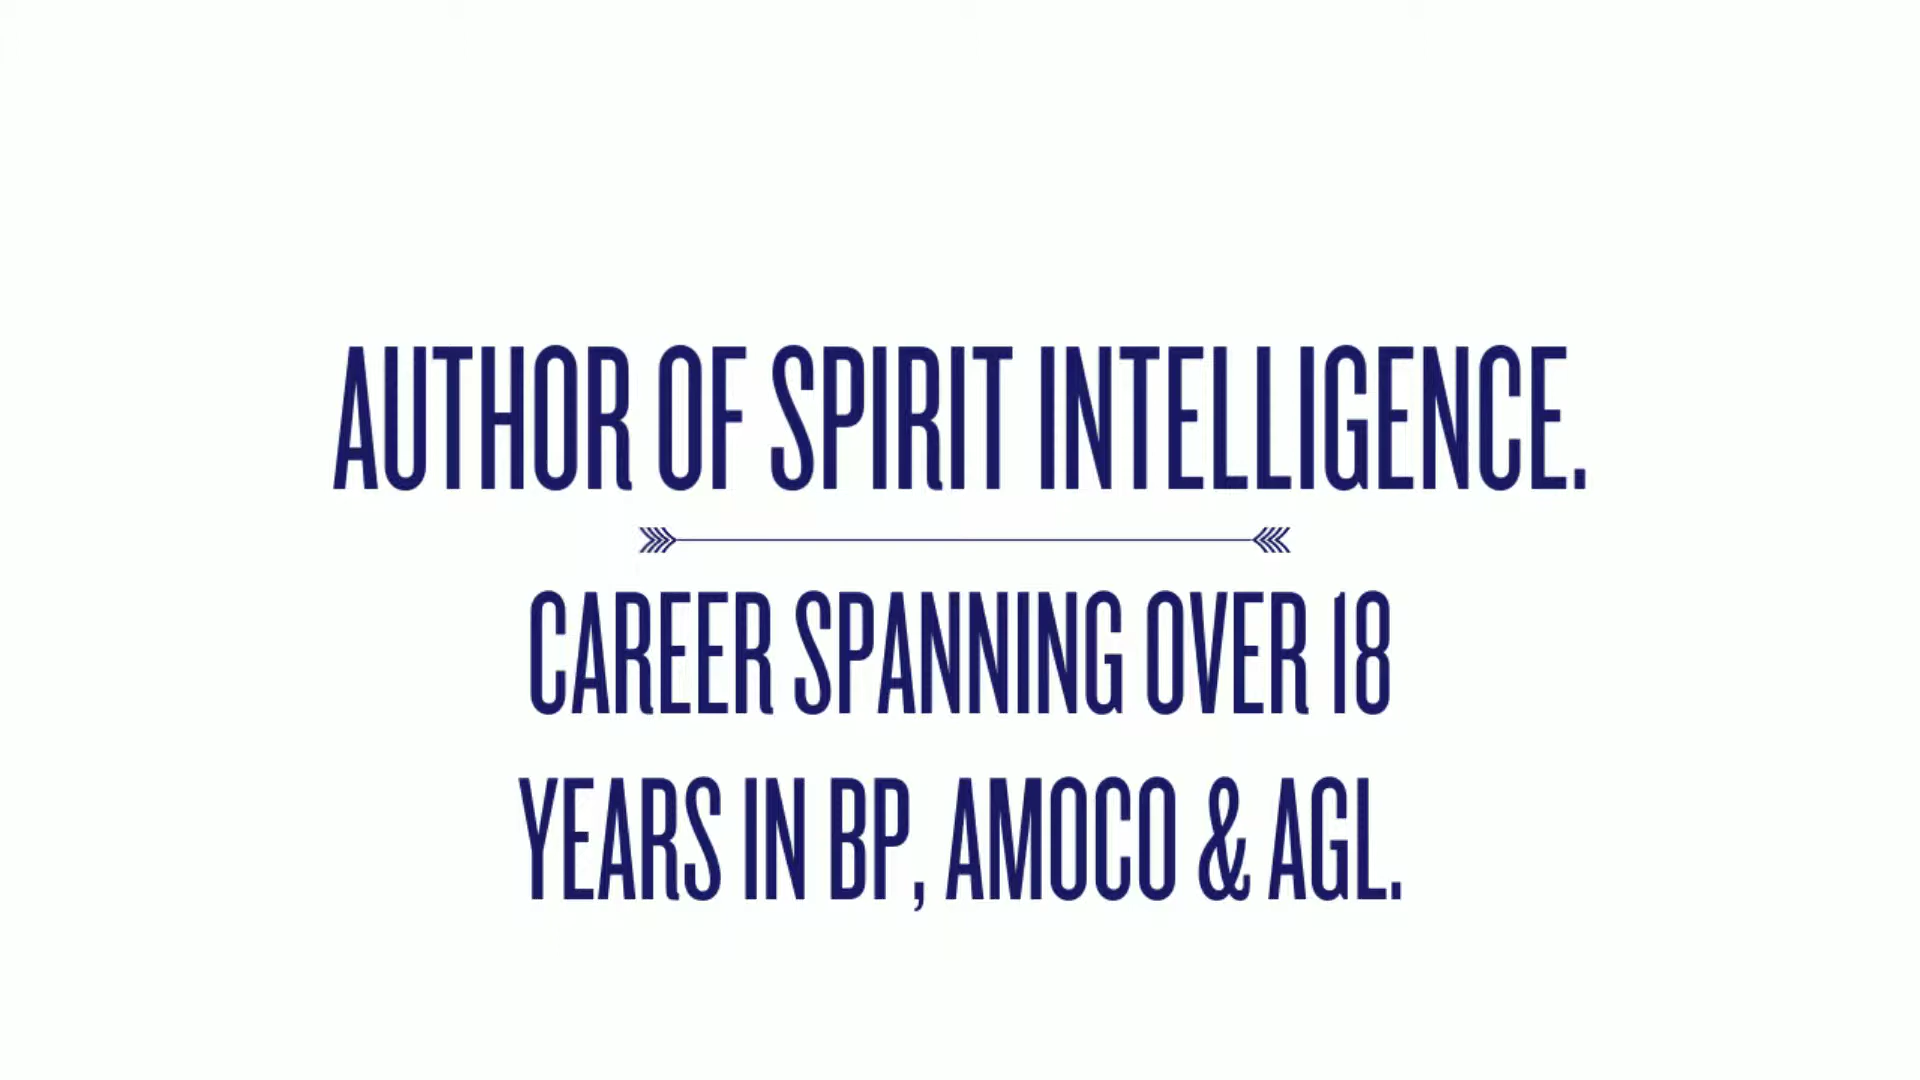 AUTHOR OF SPIRIT INTELLIGENCE.
CAREER SPANNING OVER 18
YEARS IN BP, AMOCO & AGL.